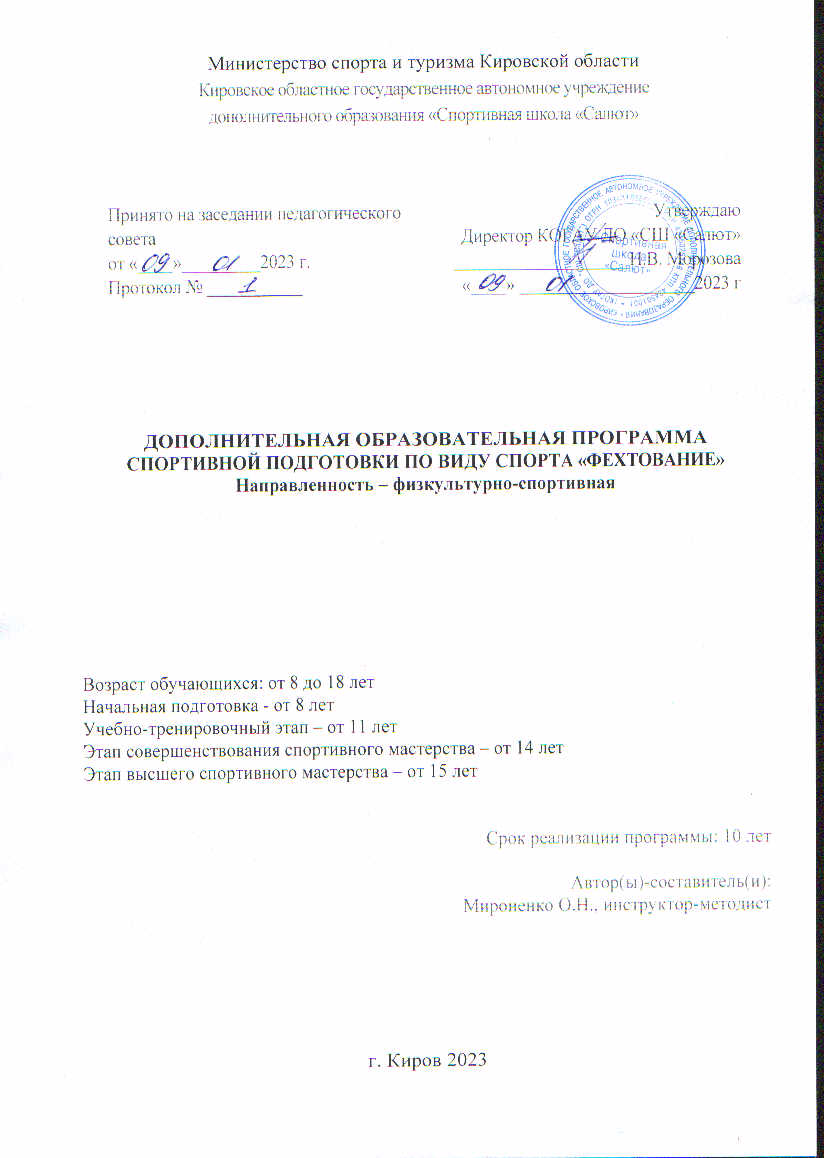 Министерство спорта и туризма Кировской области
Кировское областное государственное автономное учреждение
дополнительного образования «Спортивная школа «Салют»
Принято на заседании педагогического
совета
от «09» 01 2023 г.
Протокол № 1
Утверждаю
Директор КОГАУ ДО «СШ «Салют»
Н.В. Морозова
«09» 01 2023 г
спортивная
школа
«Салют»
ДОПОЛНИТЕЛЬНАЯ ОБРАЗОВАТЕЛЬНАЯ ПРОГРАММА
СПОРТИВНОЙ ПОДГОТОВКИ ПО ВИДУ СПОРТА «ФЕХТОВАНИЕ»
Направленность – физкультурно-спортивная
Возраст обучающихся: от 8 до 18 лет
Начальная подготовка - от 8 лет
Учебно-тренировочный этап – от 11 лет
Этап совершенствования спортивного мастерства – от 14 лет
Этап высшего спортивного мастерства – от 15 лет
Срок реализации программы: 10 лет
Автор(ы)-составитель(и):
Мироненко О.Н., инструктор-методист
г. Киров 2023